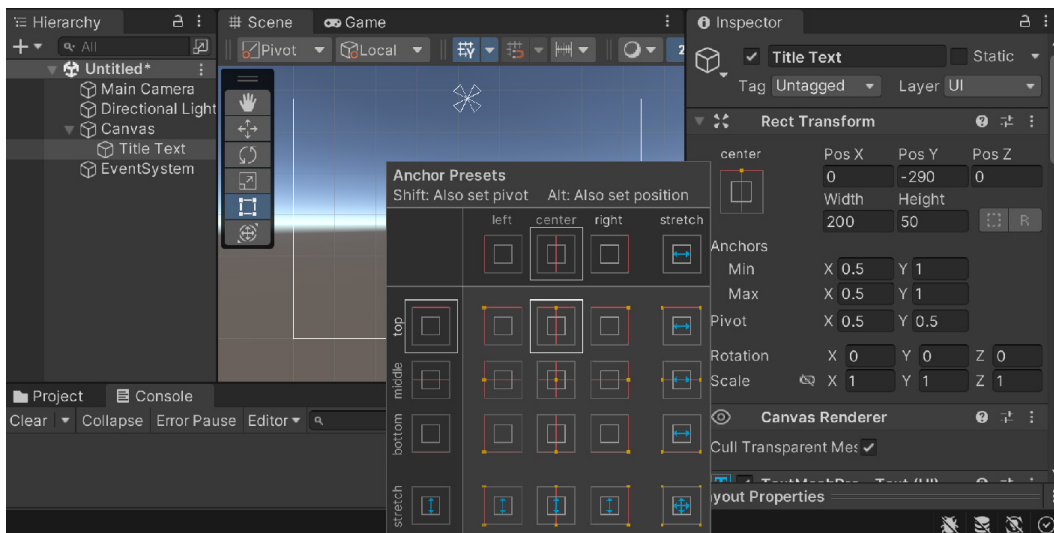 Hierarchy
All
Untitled*
Main Camera
Directional Light
Canvas
Title Text
EventSystem
Scene
Game
Pivot
Local
2
Anchor Presets
Shift: Also set pivot Alt: Also set position
left center right stretch
top
middle
bottom
stretch
Inspector
Title Text
Static
Tag Untagged Layer UI
Rect Transform
center Pos X Pos Y Pos Z
0 -290 0
Width Height
200 50
R
Anchors
Min X 0.5 Y 1
Max X 0.5 Y 1
Pivot X 0.5 Y 0.5
Rotation X 0 Y 0 Z 0
Scale X 1 Y 1 Z 1
Canvas Renderer
Cull Transparent Mes
yout Properties
Project
Console
Clear Collapse Error Pause Editor